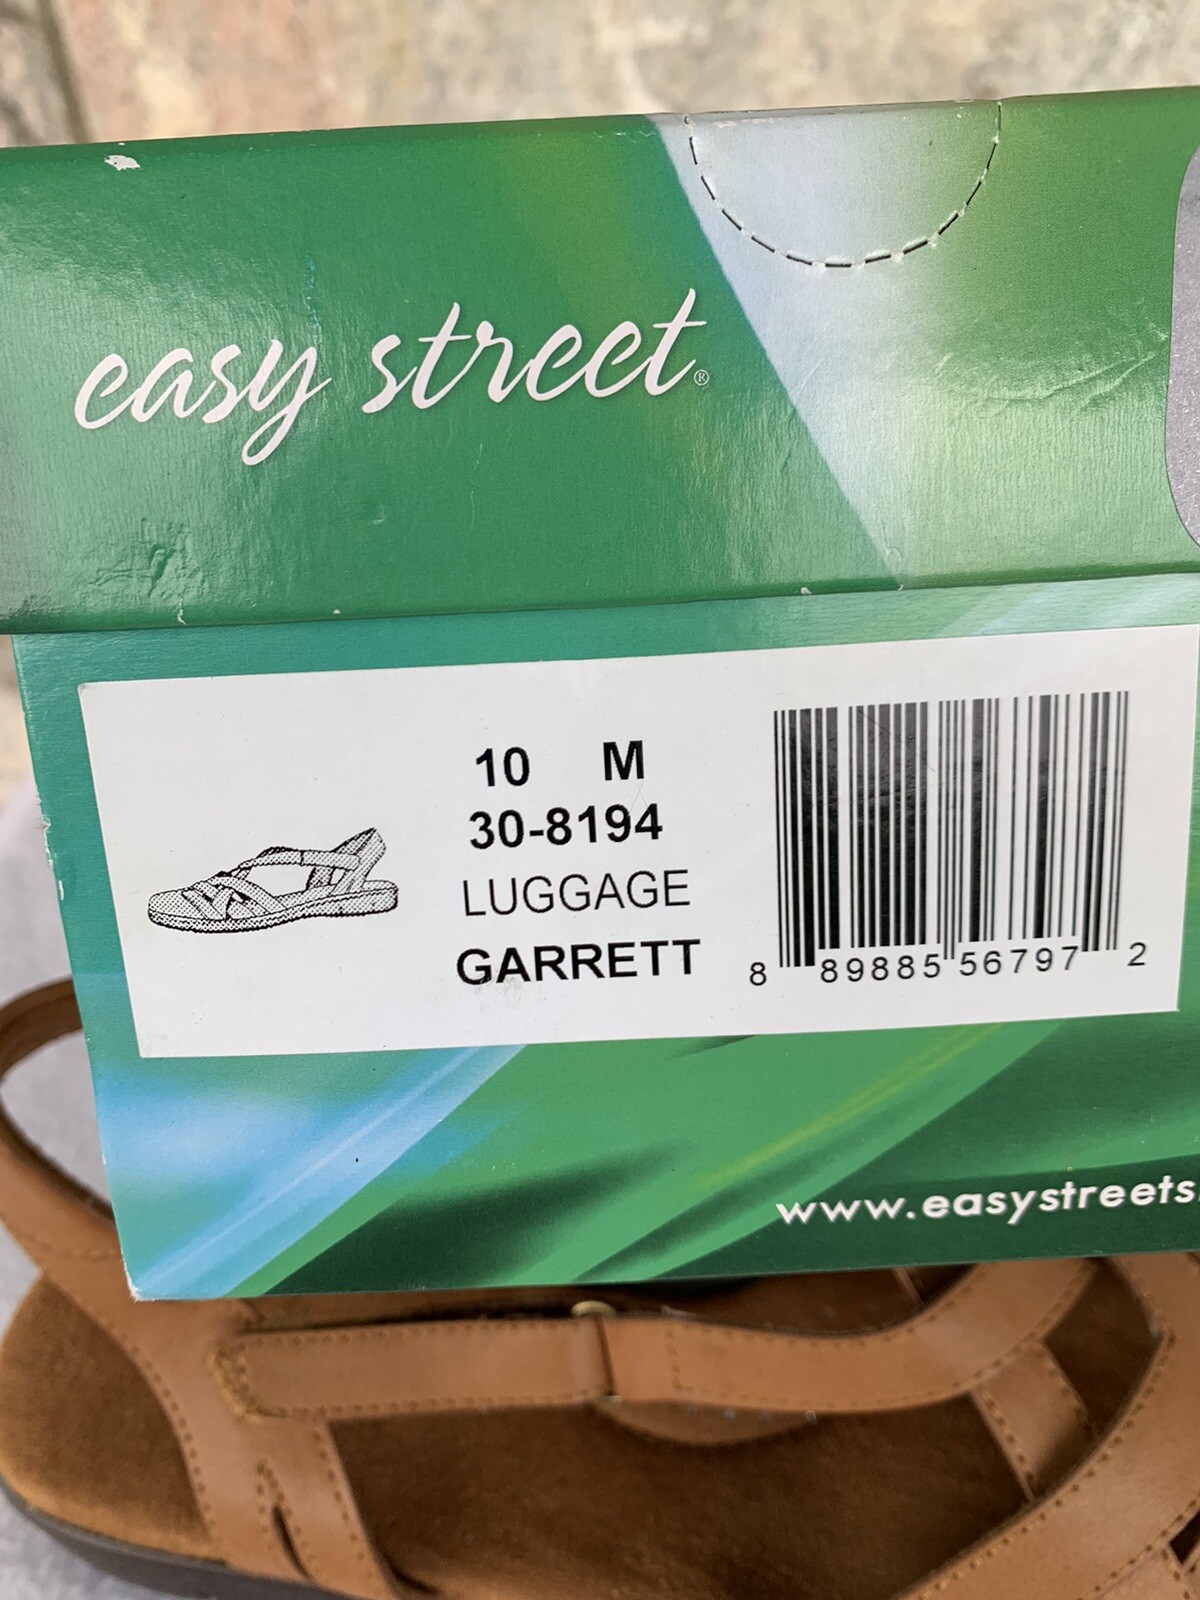 easy street®
10 M
30-8194
LUGGAGE
GARRETT
8 89885 56797 2
www.easystreets